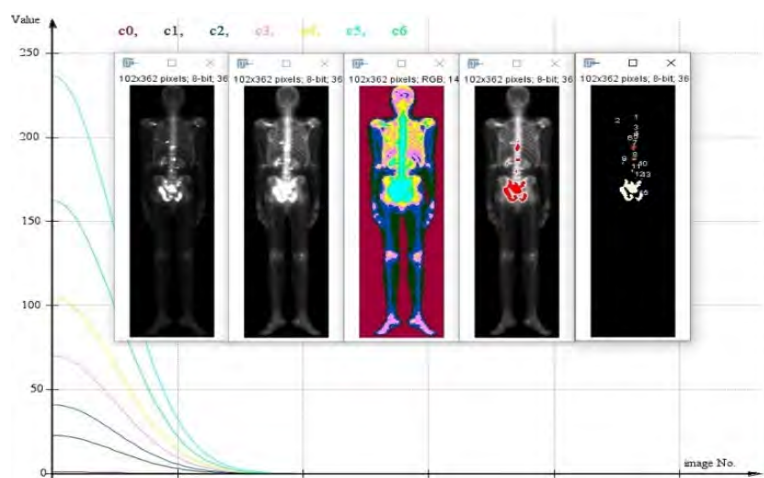 Value
c0, c1, c2, c3, c4, c5, c6
250
102x362 pixels; 8-bit; 36
102x362 pixels; 8-bit; 36
102x362 pixels; RGB; 14
102x362 pixels; 8-bit; 36
102x362 pixels; 8-bit; 36
200
150
100
50
0
image No.